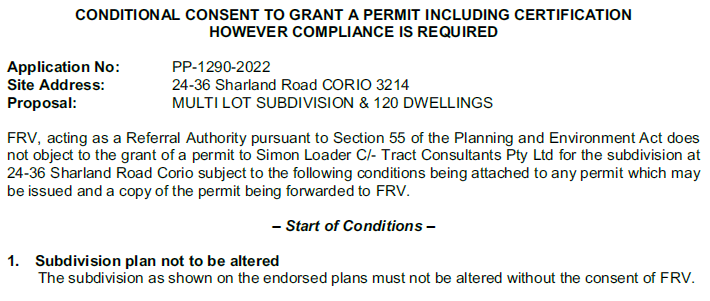 CONDITIONAL CONSENT TO GRANT A PERMIT INCLUDING CERTIFICATION
HOWEVER COMPLIANCE IS REQUIRED
Application No: PP-1290-2022
Site Address: 24-36 Sharland Road CORIO 3214
Proposal: MULTI LOT SUBDIVISION & 120 DWELLINGS
FRV, acting as a Referral Authority pursuant to Section 55 of the Planning and Environment Act does
not object to the grant of a permit to Simon Loader C/- Tract Consultants Pty Ltd for the subdivision at
24-36 Sharland Road Corio subject to the following conditions being attached to any permit which may
be issued and a copy of the permit being forwarded to FRV.
– Start of Conditions –
1. Subdivision plan not to be altered
The subdivision as shown on the endorsed plans must not be altered without the consent of FRV.